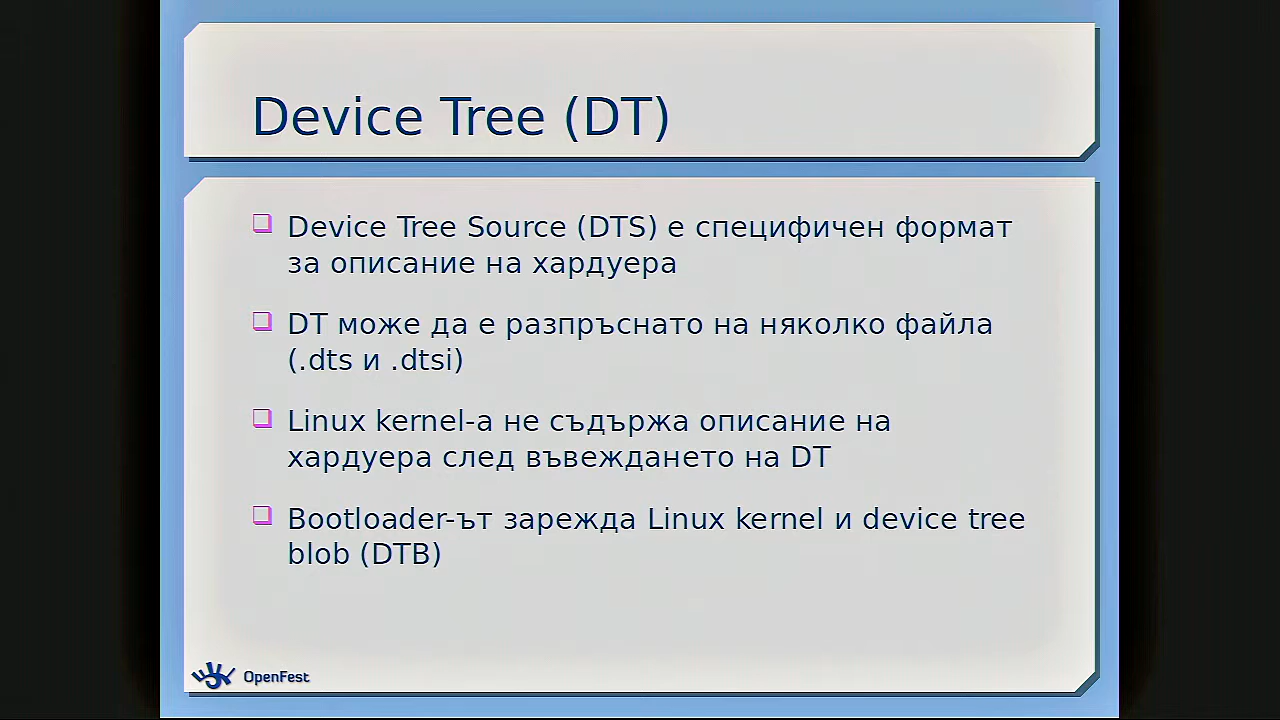 Device Tree (DT)
Device Tree Source (DTS) е специфичен формат
за описание на хардуера
DT може да е разпръснато на няколко файла
(.dts и .dtsi)
Linux kernel-а не съдържа описание на
хардуера след въвеждането на DT
Bootloader-ът зарежда Linux kernel и device tree
blob (DTB)
OpenFest